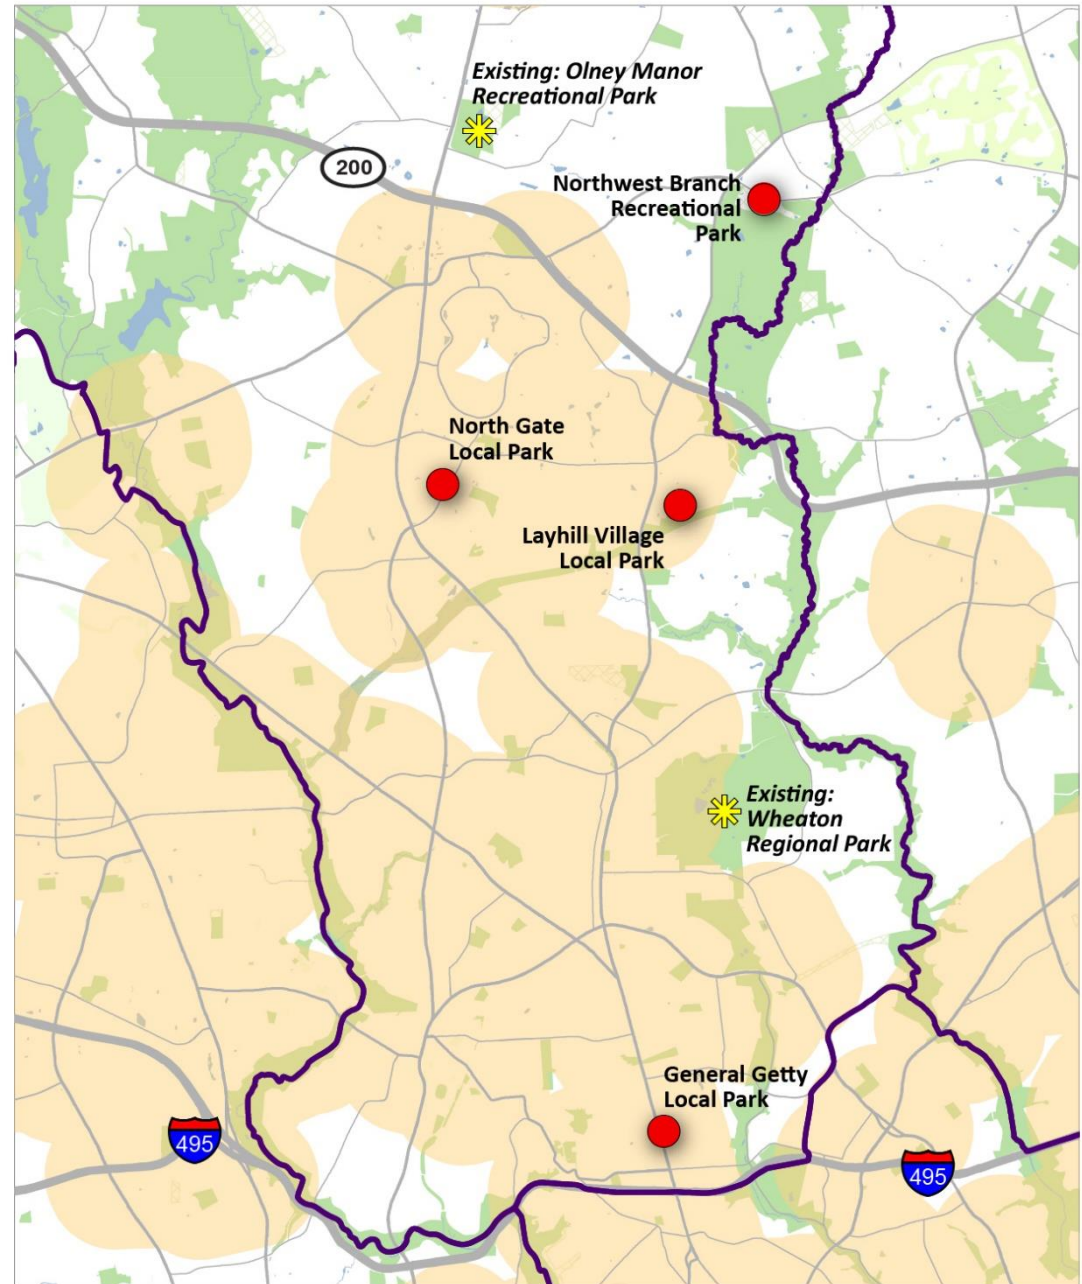 Existing: Olney Manor
Recreational Park
200
Northwest Branch
Recreational
Park
North Gate
Local Park
Layhill Village
Local Park
Existing:
Wheaton
Regional Park
General Getty
Local Park
495
495